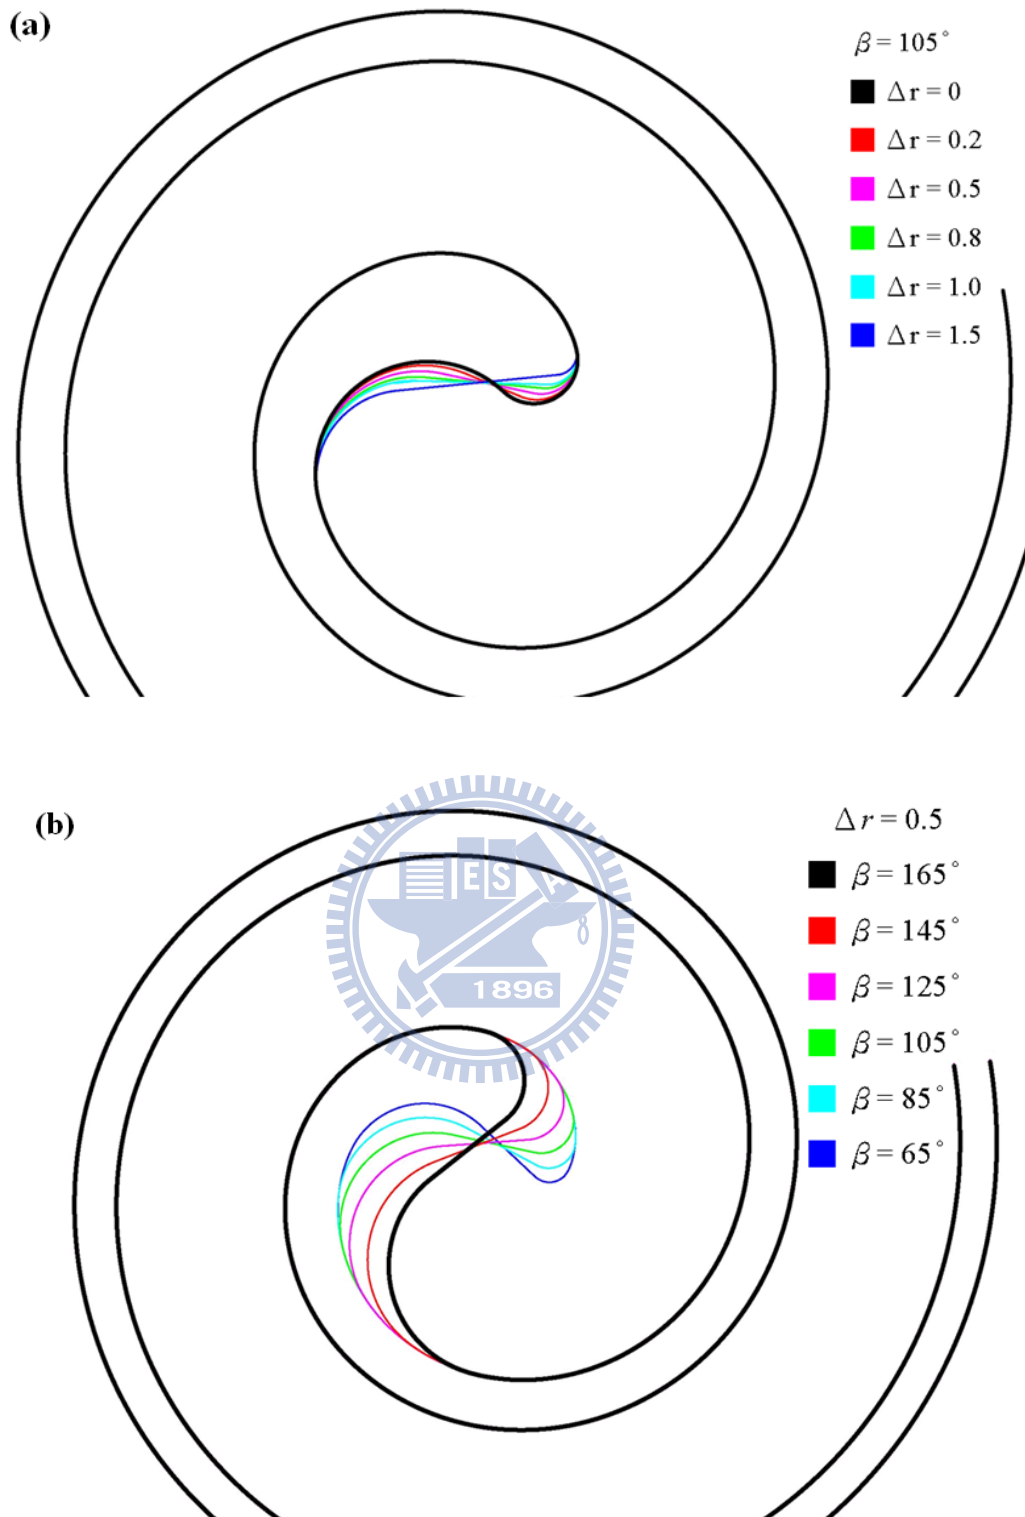 (a)
β = 105°
Δr = 0
Δr = 0.2
Δr = 0.5
Δr = 0.8
Δr = 1.0
Δr = 1.5
(b)
Δr = 0.5
β = 165°
β = 145°
β = 125°
β = 105°
β = 85°
β = 65°
E S
1896